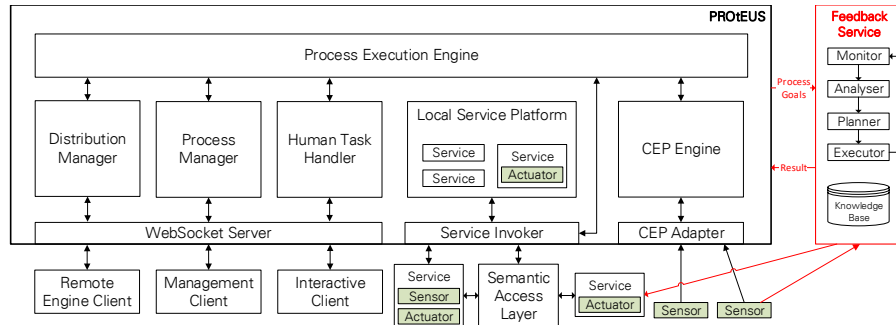 PROtEUS
Feedback
Service
Process Execution Engine
Monitor
Process
Goals
Analyser
Planner
Executor
Result
Knowledge
Base
Distribution
Manager
Process
Manager
Human Task
Handler
Local Service Platform
Service
Service
Service
Actuator
CEP Engine
WebSocket Server
Service Invoker
CEP Adapter
Remote
Engine Client
Management
Client
Interactive
Client
Service
Sensor
Actuator
Semantic
Access
Layer
Service
Actuator
Sensor
Sensor